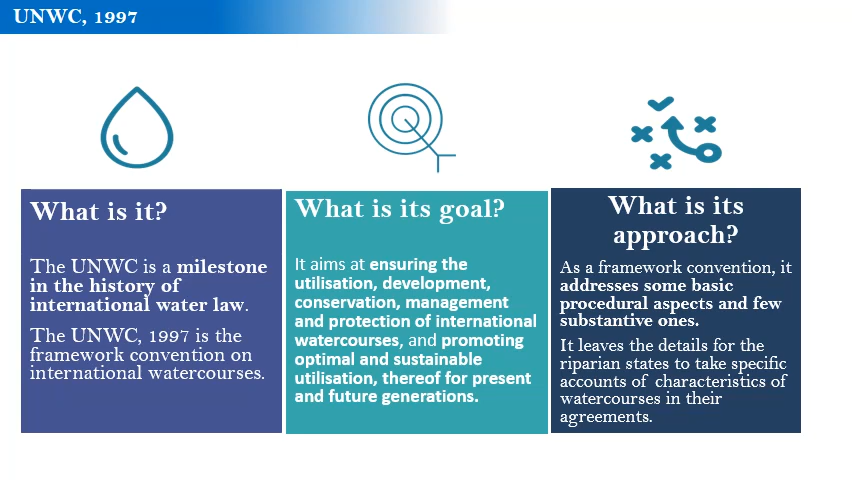 UNWC, 1997
What is it?
The UNWC is a milestone
in the history of
international water law.
The UNWC, 1997 is the
framework convention on
international watercourses.
What is its goal?
It aims at ensuring the
utilisation, development,
conservation, management
and protection of international
watercourses, and promoting
optimal and sustainable
utilisation, thereof for present
and future generations.
What is its
approach?
As a framework convention, it
addresses some basic
procedural aspects and few
substantive ones.
It leaves the details for the
riparian states to take specific
accounts of characteristics of
watercourses in their
agreements.